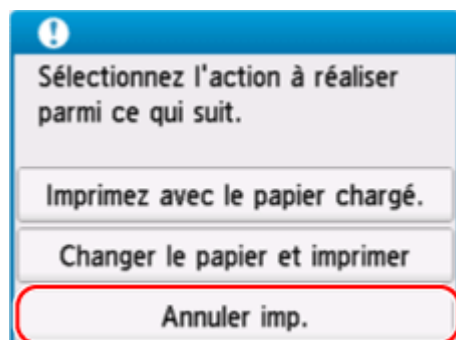 Sélectionnez l'action à réaliser
parmi ce qui suit.
Imprimez avec le papier chargé.
Changer le papier et imprimer
Annuler imp.